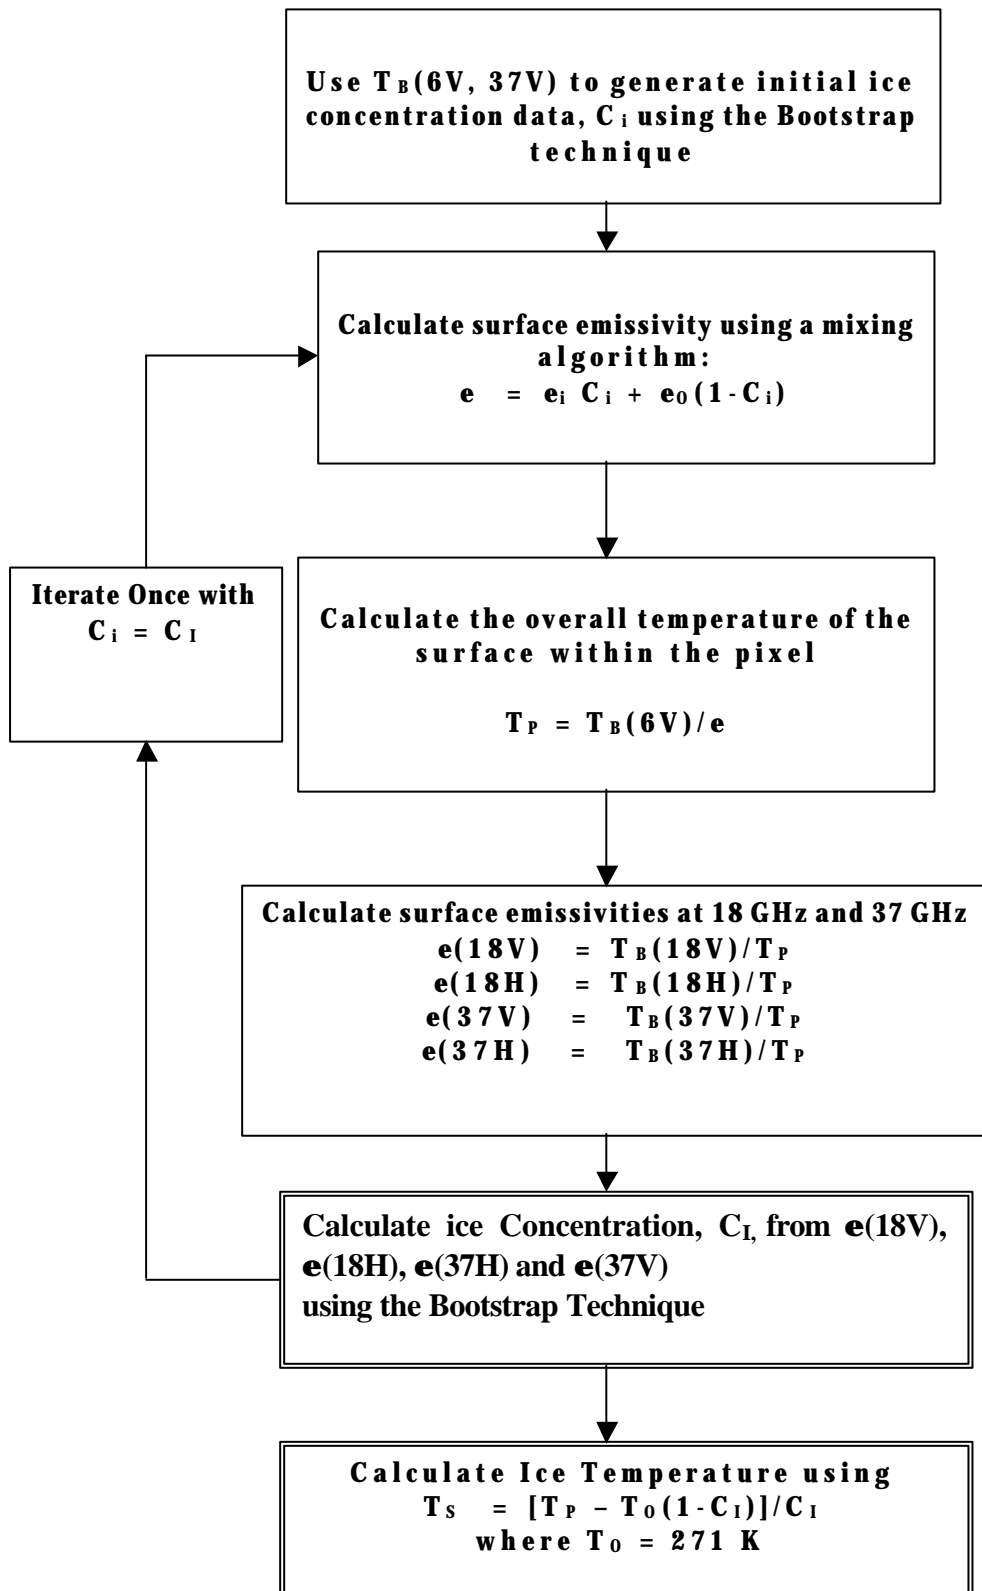 Use TB(6V, 37V) to generate initial ice
concentration data, Ci using the Bootstrap
technique
Calculate surface emissivity using a mixing
algorithm:
e = ei Ci + eO(1-Ci)
Iterate Once with
Ci = CI
Calculate the overall temperature of the
surface within the pixel
TP = TB(6V)/e
Calculate surface emissivities at 18 GHz and 37 GHz
e(18V) = TB(18V)/TP
e(18H) = TB(18H)/TP
e(37V) = TB(37V)/TP
e(37H) = TB(37H)/TP
Calculate ice Concentration, CI, from e(18V),
e(18H), e(37H) and e(37V)
using the Bootstrap Technique
Calculate Ice Temperature using
TS = [TP – TO(1-CI)]/CI
where TO = 271 K